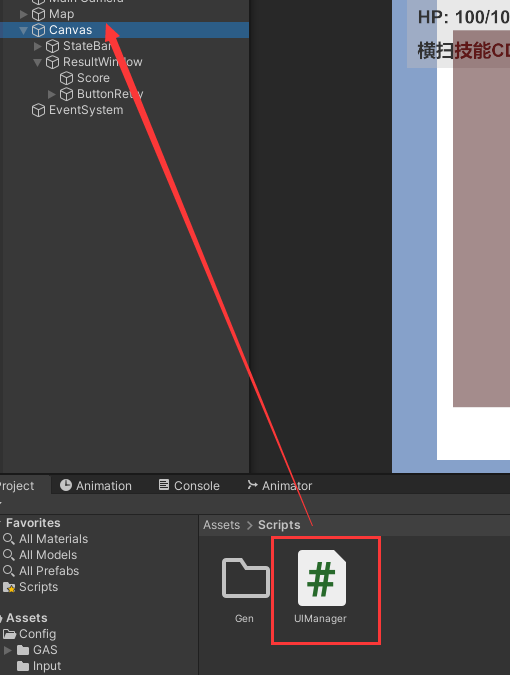 Main Camera
Map
Canvas
StateBar
ResultWindow
Score
ButtonRetry
EventSystem
HP: 100/10
横扫技能CD
Project
Animation
Console
Animator
Favorites
All Materials
All Models
All Prefabs
Scripts
Assets
Config
GAS
Input
Assets > Scripts
Gen
#
UIManager